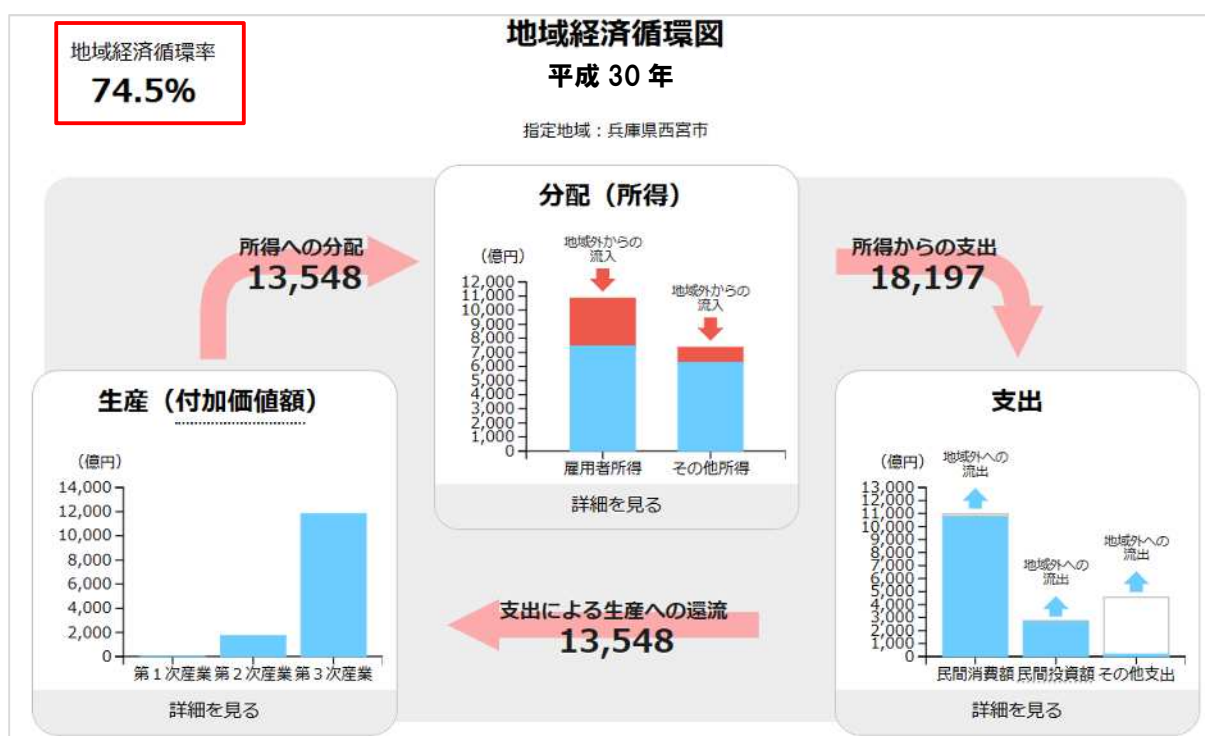 地域経済循環図
平成 30 年
指定地域：兵庫県西宮市
地域経済循環率
74.5%
所得への分配
13,548
分配（所得）
（億円）
地域外からの
流入
地域外からの
流入
12,000
11,000
10,000
9,000
8,000
7,000
6,000
5,000
4,000
3,000
2,000
1,000
0
雇用者所得
その他所得
詳細を見る
所得からの支出
18,197
生産（付加価値額）
（億円）
14,000
12,000
10,000
8,000
6,000
4,000
2,000
0
第１次産業
第２次産業
第３次産業
詳細を見る
支出による生産への還流
13,548
支出
（億円）
地域外への
流出
地域外への
流出
地域外への
流出
13,000
12,000
11,000
10,000
9,000
8,000
7,000
6,000
5,000
4,000
3,000
2,000
1,000
0
民間消費額
民間投資額
その他支出
詳細を見る